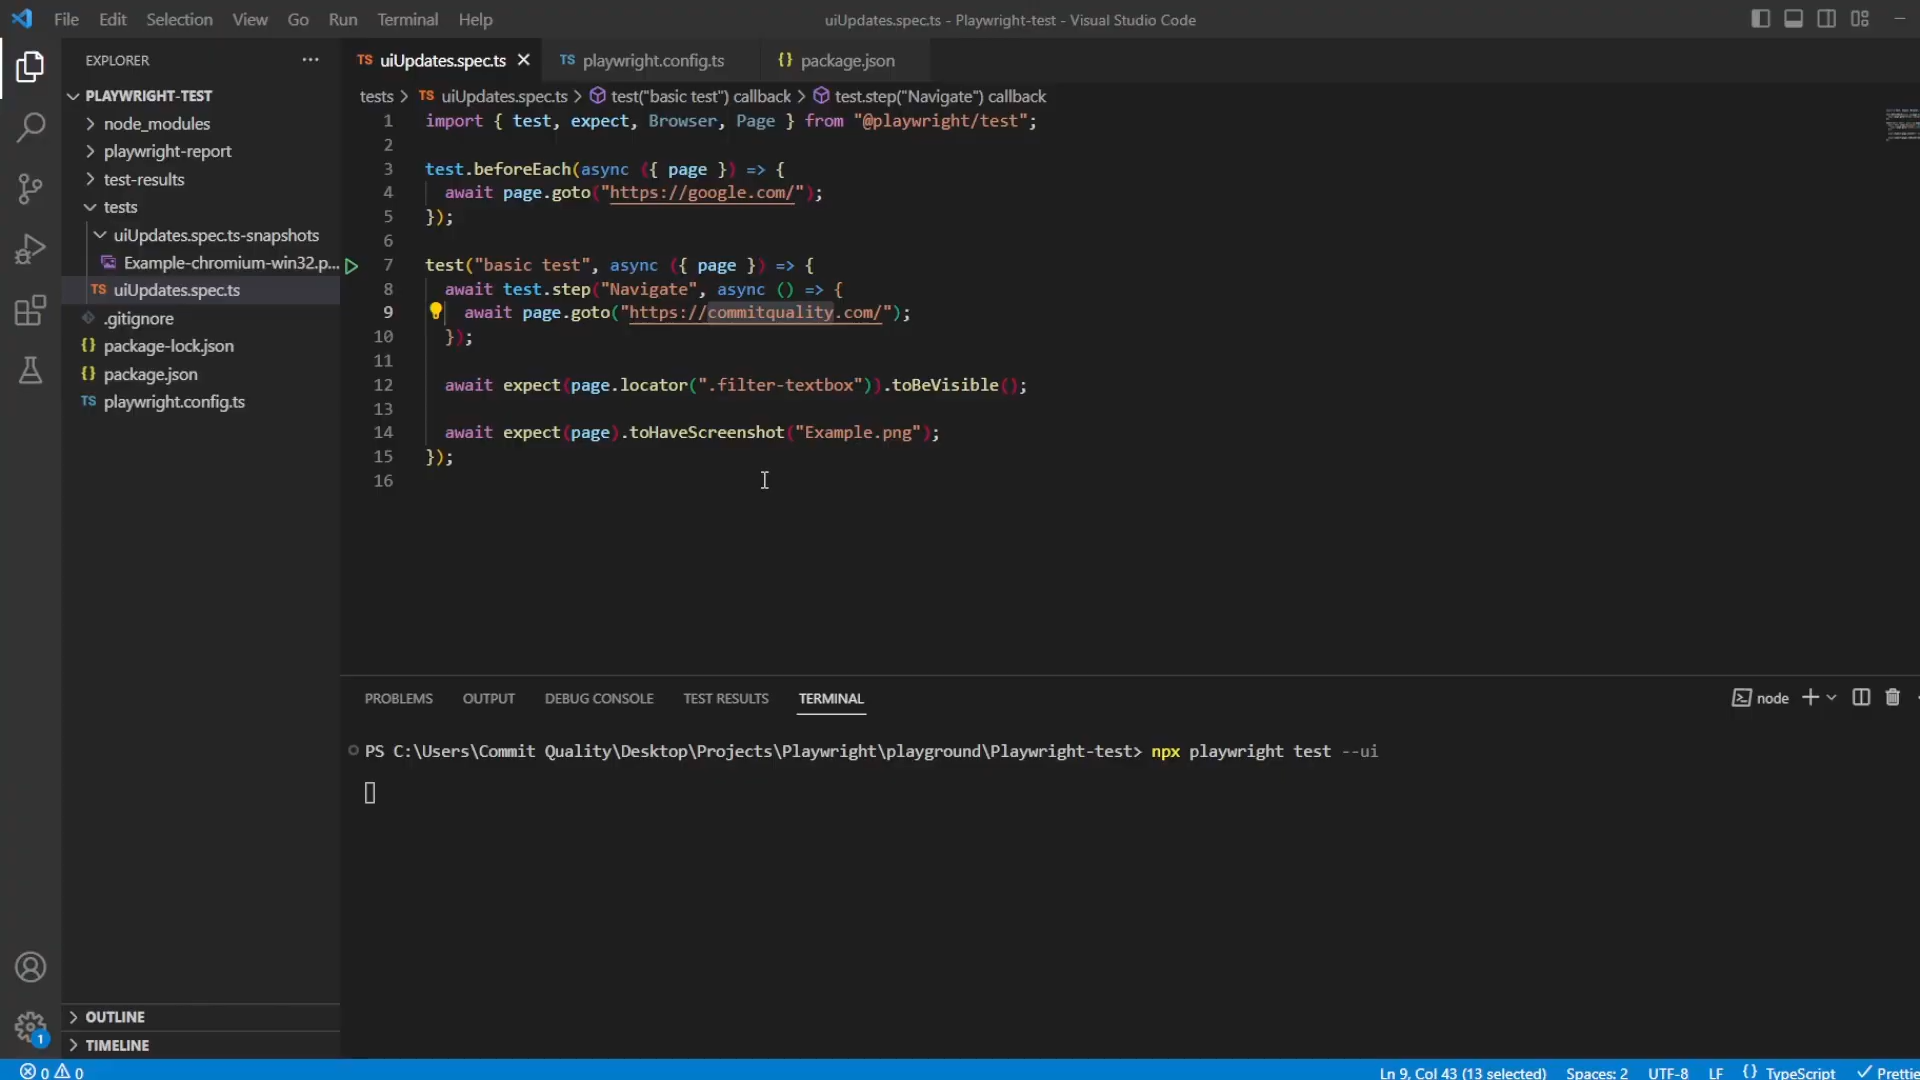 File Edit Selection View Go Run Terminal Help
uiUpdates.spec.ts - Playwright-test - Visual Studio Code
EXPLORER
PLAYWRIGHT-TEST
node_modules
playwright-report
test-results
tests
uiUpdates.spec.ts-snapshots
Example-chromium-win32.p...
TS uiUpdates.spec.ts
.gitignore
{} package-lock.json
{} package.json
TS playwright.config.ts
OUTLINE
TIMELINE
TS uiUpdates.spec.ts
TS playwright.config.ts
{} package.json
tests > TS uiUpdates.spec.ts > test("basic test") callback > test.step("Navigate") callback
1 import { test, expect, Browser, Page } from "@playwright/test";
2
3 test.beforeEach(async ({ page }) => {
4 await page.goto("https://google.com/");
5 });
6
7 test("basic test", async ({ page }) => {
8 await test.step("Navigate", async () => {
9 await page.goto("https://commitquality.com/");
10 });
11
12 await expect(page.locator(".filter-textbox")).toBeVisible();
13
14 await expect(page).toHaveScreenshot("Example.png");
15 });
16
PROBLEMS OUTPUT DEBUG CONSOLE TEST RESULTS TERMINAL
node
PS C:\Users\Commit Quality\Desktop\Projects\Playwright\playground\Playwright-test> npx playwright test --ui
1
0 0
Ln 9, Col 43 (13 selected) Spaces: 2 UTF-8 LF {} TypeScript Prettie